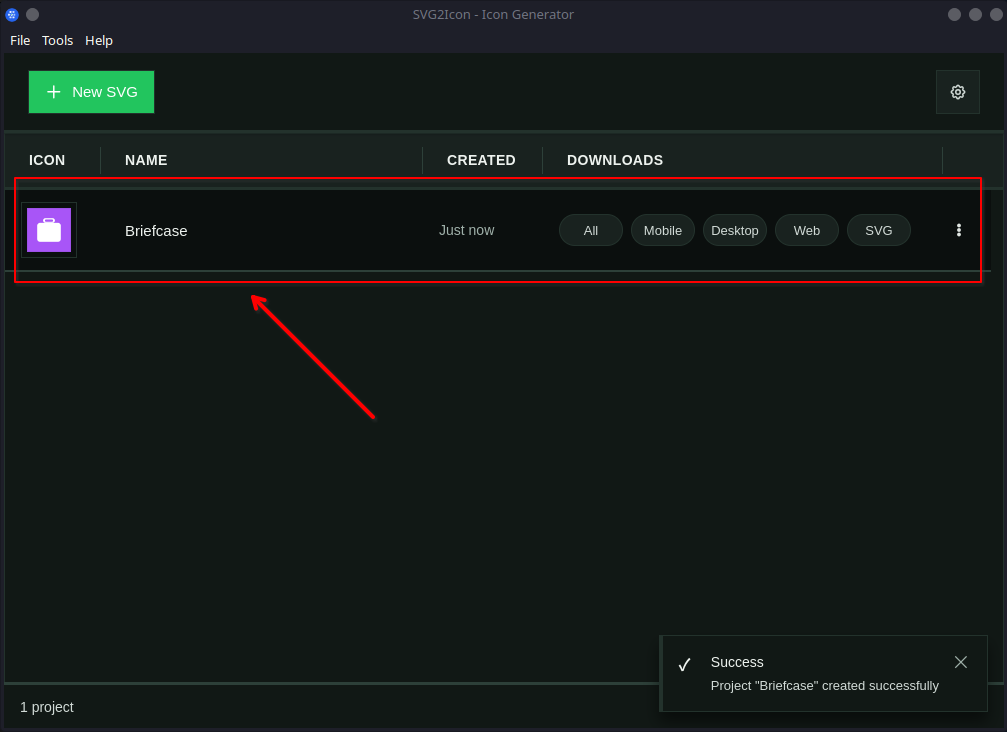 SVG2Icon - Icon Generator
File Tools Help
New SVG
ICON NAME CREATED DOWNLOADS
Briefcase Just now All Mobile Desktop Web SVG
Success
Project "Briefcase" created successfully
1 project